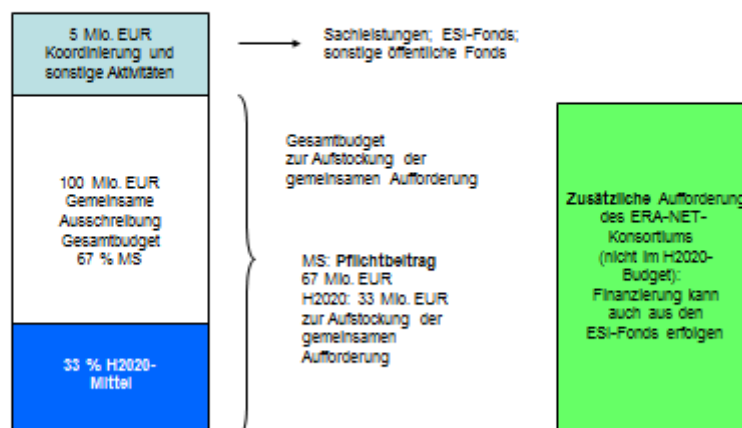 5 Mio. EUR
Koordinierung und
sonstige Aktivitäten
Sachleistungen; ESI-Fonds;
sonstige öffentliche Fonds
100 Mio. EUR
Gemeinsame
Ausschreibung
Gesamtbudget
67 % MS
33 % H2020-
Mittel
Gesamtbudget
zur Aufstockung der
gemeinsamen Aufforderung
MS: Pflichtbeitrag
67 Mio. EUR
H2020: 33 Mio. EUR
zur Aufstockung der
gemeinsamen
Aufforderung
Zusätzliche Aufforderung
des ERA-NET-
Konsortiums
(nicht im H2020-
Budget):
Finanzierung kann
auch aus den
ESI-Fonds erfolgen